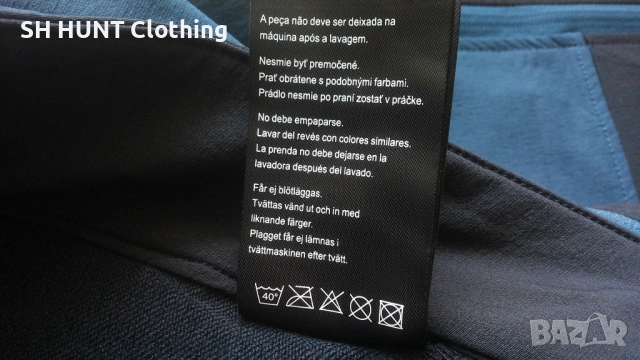 SH HUNT Clothing
A peça não deve ser deixada na
máquina após a lavagem.
Nesmie byť premočené.
Prať obrátene s podobnými farbami.
Prádlo nesmie po praní zostať v práčke.
No debe empaparse.
Lavar del revés con colores similares.
La prenda no debe dejarse en la
lavadora después del lavado.
Får ej blötläggas.
Tvättas vänd ut och in med
liknande färger.
Plagget får ej lämnas i
tvättmaskinen efter tvätt.
40°
BAZAR